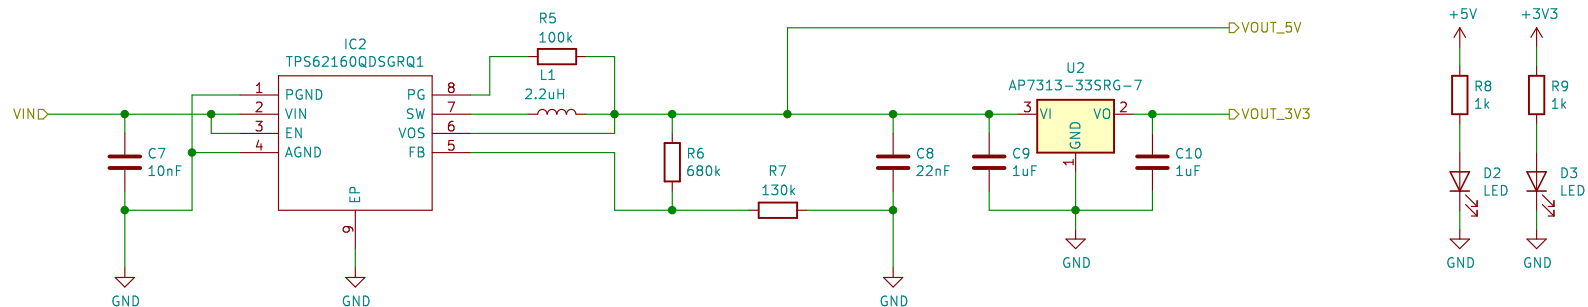 VIN
C7
10nF
GND
IC2
TPS62160QDSGRQ1
1
PGND
2
VIN
3
EN
4
AGND
8
PG
7
SW
6
VOS
5
FB
EP
9
GND
R5
100k
L1
2.2uH
R6
680k
R7
130k
C8
22nF
GND
C9
1uF
U2
AP7313-33SRG-7
3
VI
VO
2
GND
1
GND
C10
1uF
VOUT_5V
VOUT_3V3
+5V
R8
1k
D2
LED
GND
+3V3
R9
1k
D3
LED
GND